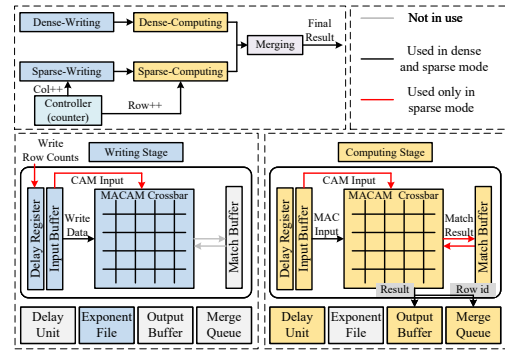 Dense-Writing
Dense-Computing
Sparse-Writing
Sparse-Computing
Merging
Final
Result
Col++
Row++
Controller
(counter)
Not in use
Used in dense
and sparse mode
Used only in
sparse mode
Write
Row Counts
Writing Stage
CAM Input
MACAM Crossbar
Delay Register
Input Buffer
Write
Data
Match Buffer
Delay
Unit
Exponent
File
Output
Buffer
Merge
Queue
Computing Stage
CAM Input
MACAM Crossbar
Delay Register
Input Buffer
MAC
Input
Match
Result
Match Buffer
Result
Row id
Delay
Unit
Exponent
File
Output
Buffer
Merge
Queue